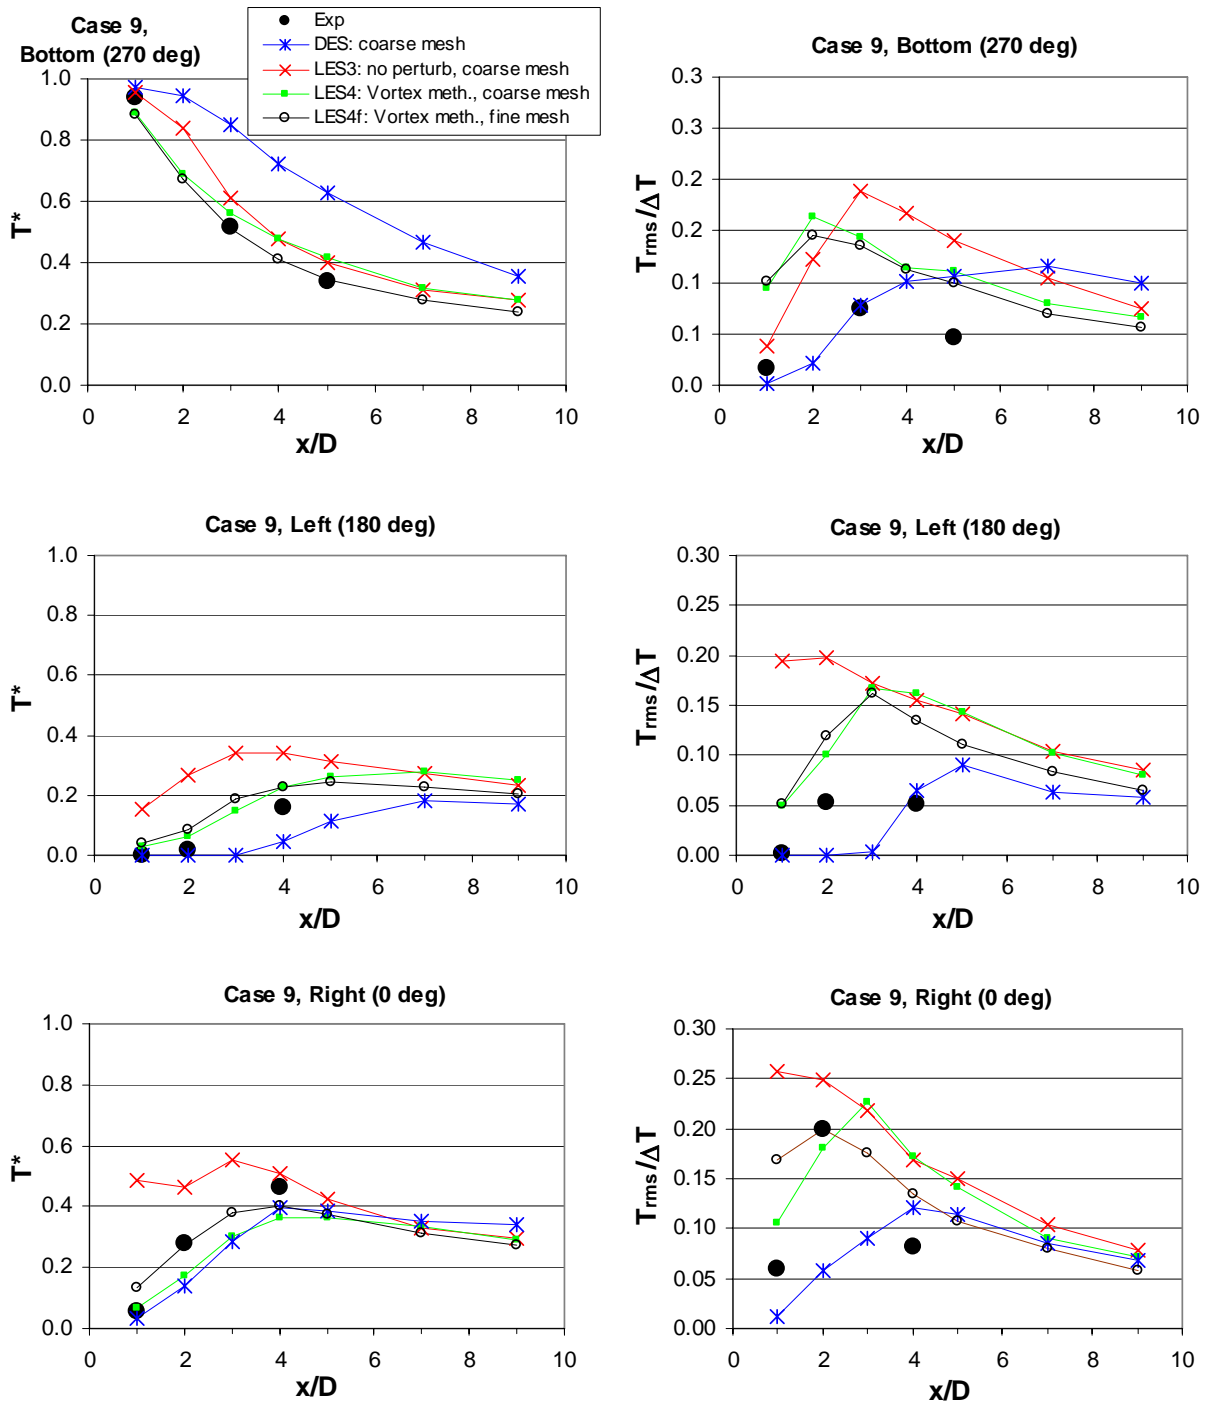 Case 9,
Bottom (270 deg)
Exp
DES: coarse mesh
LES3: no perturb, coarse mesh
LES4: Vortex meth., coarse mesh
LES4f: Vortex meth., fine mesh
1.0
0.8
0.6
0.4
0.2
0.0
T*
0 2 4 6 8 10
x/D
Case 9, Bottom (270 deg)
0.3
0.3
0.2
0.2
0.1
0.1
0.0
Trms/ΔT
0 2 4 6 8 10
x/D
Case 9, Left (180 deg)
1.0
0.8
0.6
0.4
0.2
0.0
T*
0 2 4 6 8 10
x/D
Case 9, Left (180 deg)
0.30
0.25
0.20
0.15
0.10
0.05
0.00
Trms/ΔT
0 2 4 6 8 10
x/D
Case 9, Right (0 deg)
1.0
0.8
0.6
0.4
0.2
0.0
T*
0 2 4 6 8 10
x/D
Case 9, Right (0 deg)
0.30
0.25
0.20
0.15
0.10
0.05
0.00
Trms/ΔT
0 2 4 6 8 10
x/D